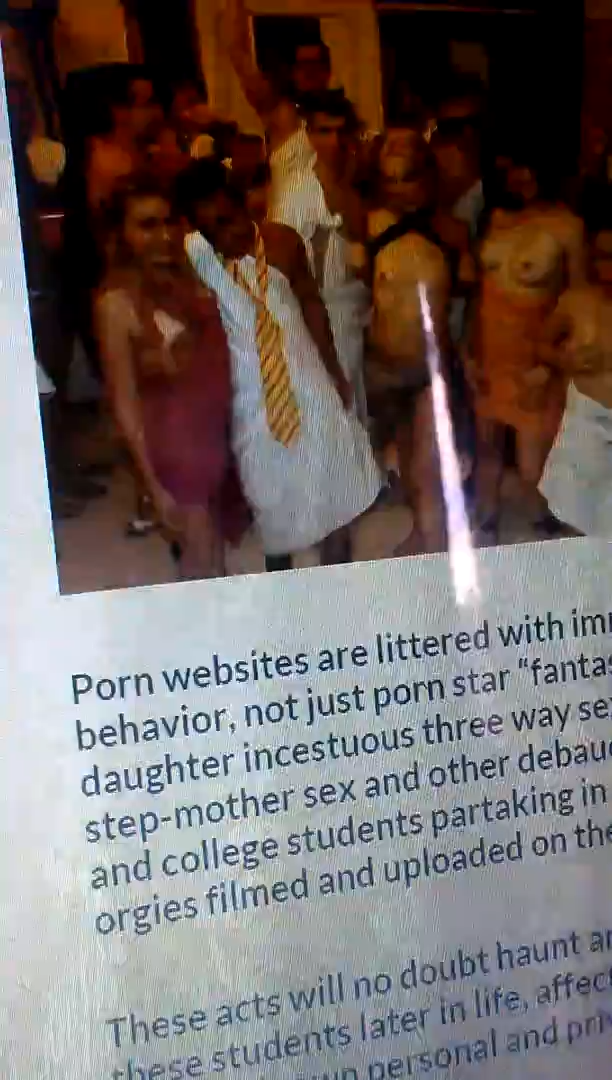 Porn websites are littered with
behavior, not just porn star
daughter incestuous three way
step-mother sex and other
and college students partaking in
orgies filmed and uploaded on
These acts will no doubt haunt
these students later in life,
personal and